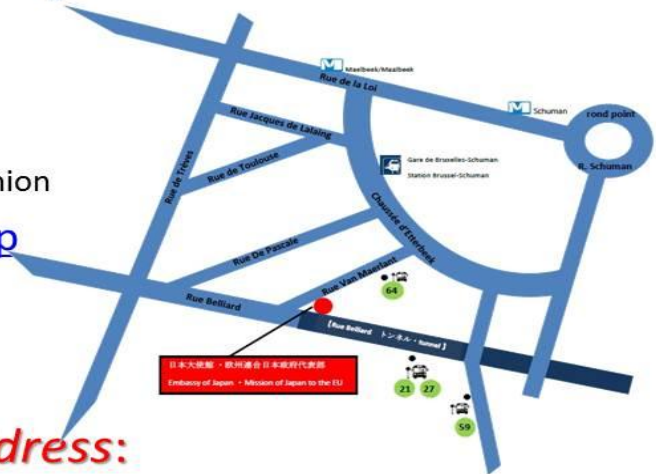 nion
p
Maelbeek/Maalbeek
Rue de la Loi
Schuman
rond point
R. Schuman
Rue Jacques de Lalaing
Rue de Toulouse
Rue de Trèves
Gare de Bruxelles-Schuman
Station Brussel-Schuman
Chaussée d'Etterbeek
Rue De Pascale
Rue Van Maerlant
64
Rue Belliard
【Rue Belliard トンネル・tunnel】
日本大使館・欧州連合日本政府代表部
Embassy of Japan・Mission of Japan to the EU
21 27
59
dress: